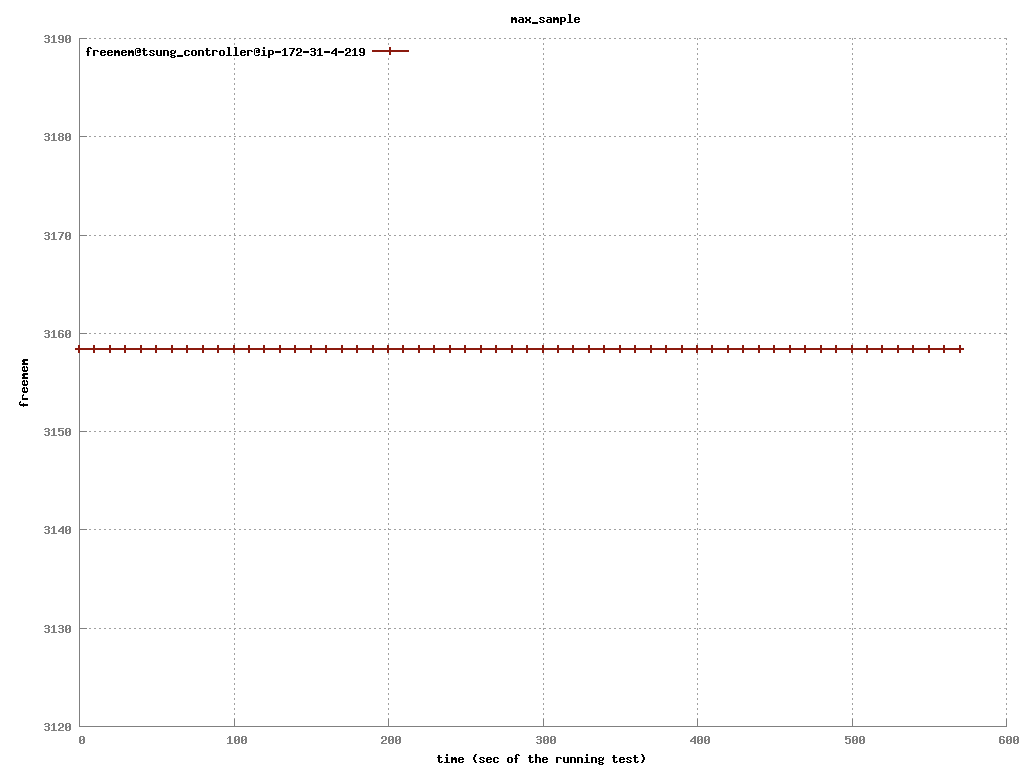 max_sample
3190
freemem@tsung_controller@ip-172-31-4-219
3180
3170
3160
freemem
3150
3140
3130
3120
0 100 200 300 400 500 600
time (sec of the running test)